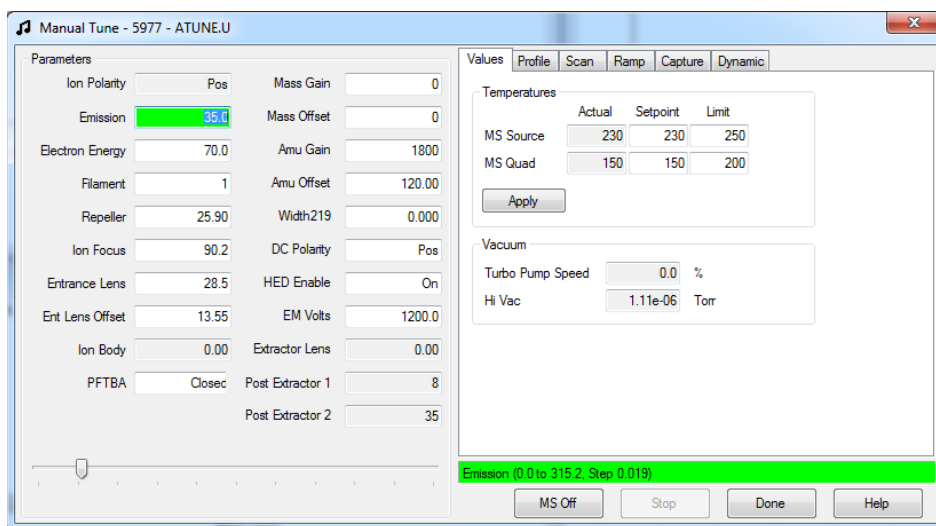 Manual Tune - 5977 - ATUNE.U
Parameters
Ion Polarity Pos Mass Gain 0
Emission 35.0 Mass Offset 0
Electron Energy 70.0 Amu Gain 1800
Filament 1 Amu Offset 120.00
Repeller 25.90 Width219 0.000
Ion Focus 90.2 DC Polarity Pos
Entrance Lens 28.5 HED Enable On
Ent Lens Offset 13.55 EM Volts 1200.0
Ion Body 0.00 Extractor Lens 0.00
PFTBA Closed Post Extractor 1 8
Post Extractor 2 35
Values Profile Scan Ramp Capture Dynamic
Temperatures
Actual Setpoint Limit
MS Source 230 230 250
MS Quad 150 150 200
Apply
Vacuum
Turbo Pump Speed 0.0 %
Hi Vac 1.11e-06 Torr
Emission (0.0 to 315.2, Step 0.019)
MS Off Stop Done Help